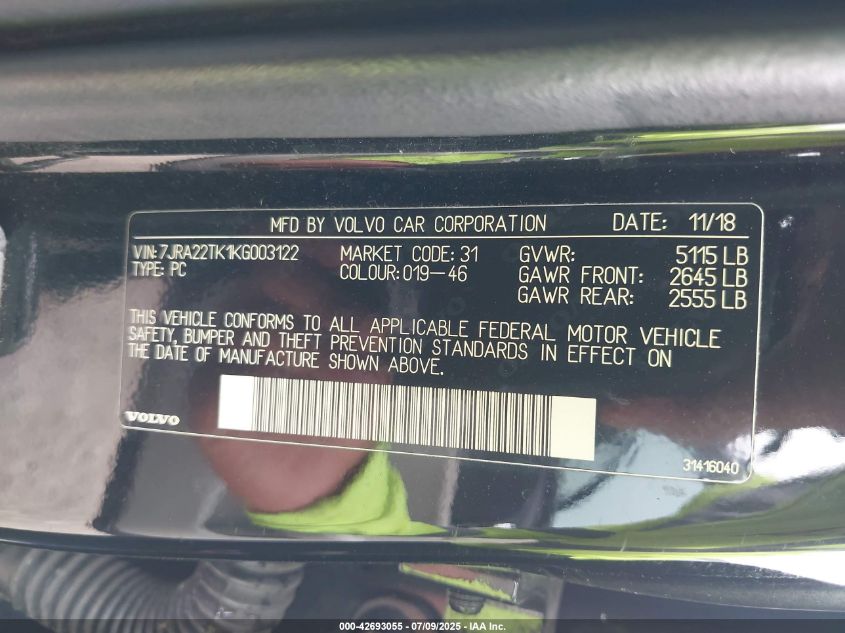 MFD BY VOLVO CAR CORPORATION DATE: 11/18
VIN: 7JRA22TK1KG003122 MARKET CODE: 31 GVWR: 5115 LB
TYPE: PC COLOUR: 019-46 GAWR FRONT: 2645 LB
GAWR REAR: 2555 LB
THIS VEHICLE CONFORMS TO ALL APPLICABLE FEDERAL MOTOR VEHICLE
SAFETY, BUMPER AND THEFT PREVENTION STANDARDS IN EFFECT ON
THE DATE OF MANUFACTURE SHOWN ABOVE.
VOLVO
31416040
000-42693055 - 07/09/2025 - IAA Inc.